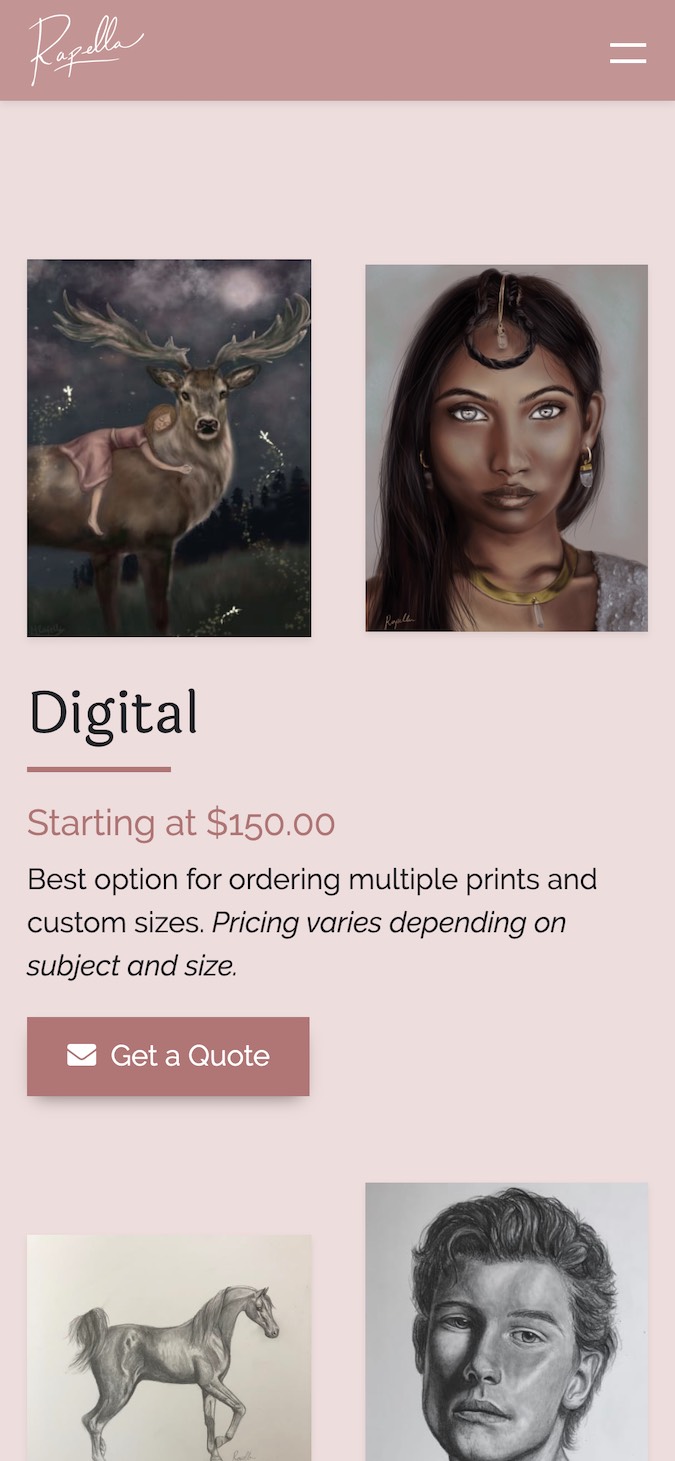 Rapella
Digital
Starting at $150.00
Best option for ordering multiple prints and
custom sizes. Pricing varies depending on
subject and size.
Get a Quote
Rapella